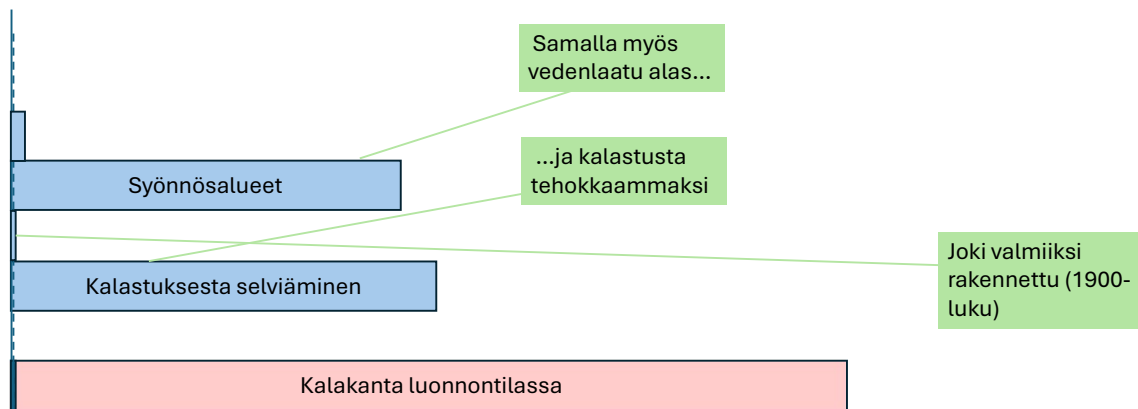 Samalla myös
vedenlaatu alas...
...ja kalastusta
tehokkaammaksi
Syönnösalueet
Joki valmiiksi
rakennettu (1900-
luku)
Kalastuksesta selviäminen
Kalakanta luonnontilassa